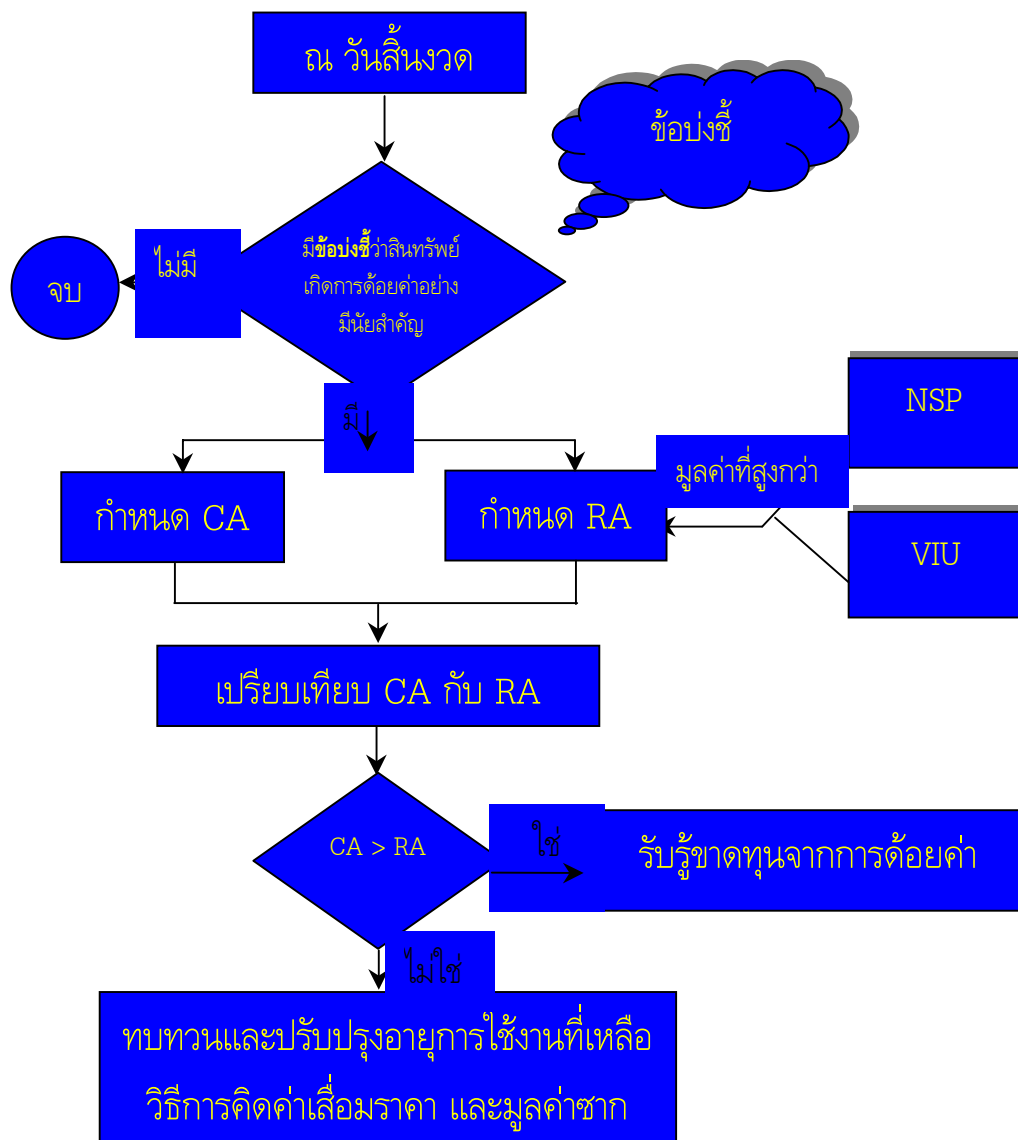 ณ วันสิ้นงวด
ข้อบ่งชี้
มีข้อบ่งชี้ว่าสินทรัพย์
เกิดการด้อยค่าอย่าง
มีนัยสำคัญ
ไม่มี
จบ
มี
NSP
มูลค่าที่สูงกว่า
กำหนด CA
กำหนด RA
VIU
เปรียบเทียบ CA กับ RA
CA > RA
ใช่
รับรู้ขาดทุนจากการด้อยค่า
ไม่ใช่
ทบทวนและปรับปรุงอายุการใช้งานที่เหลือ
วิธีการคิดค่าเสื่อมราคา และมูลค่าซาก